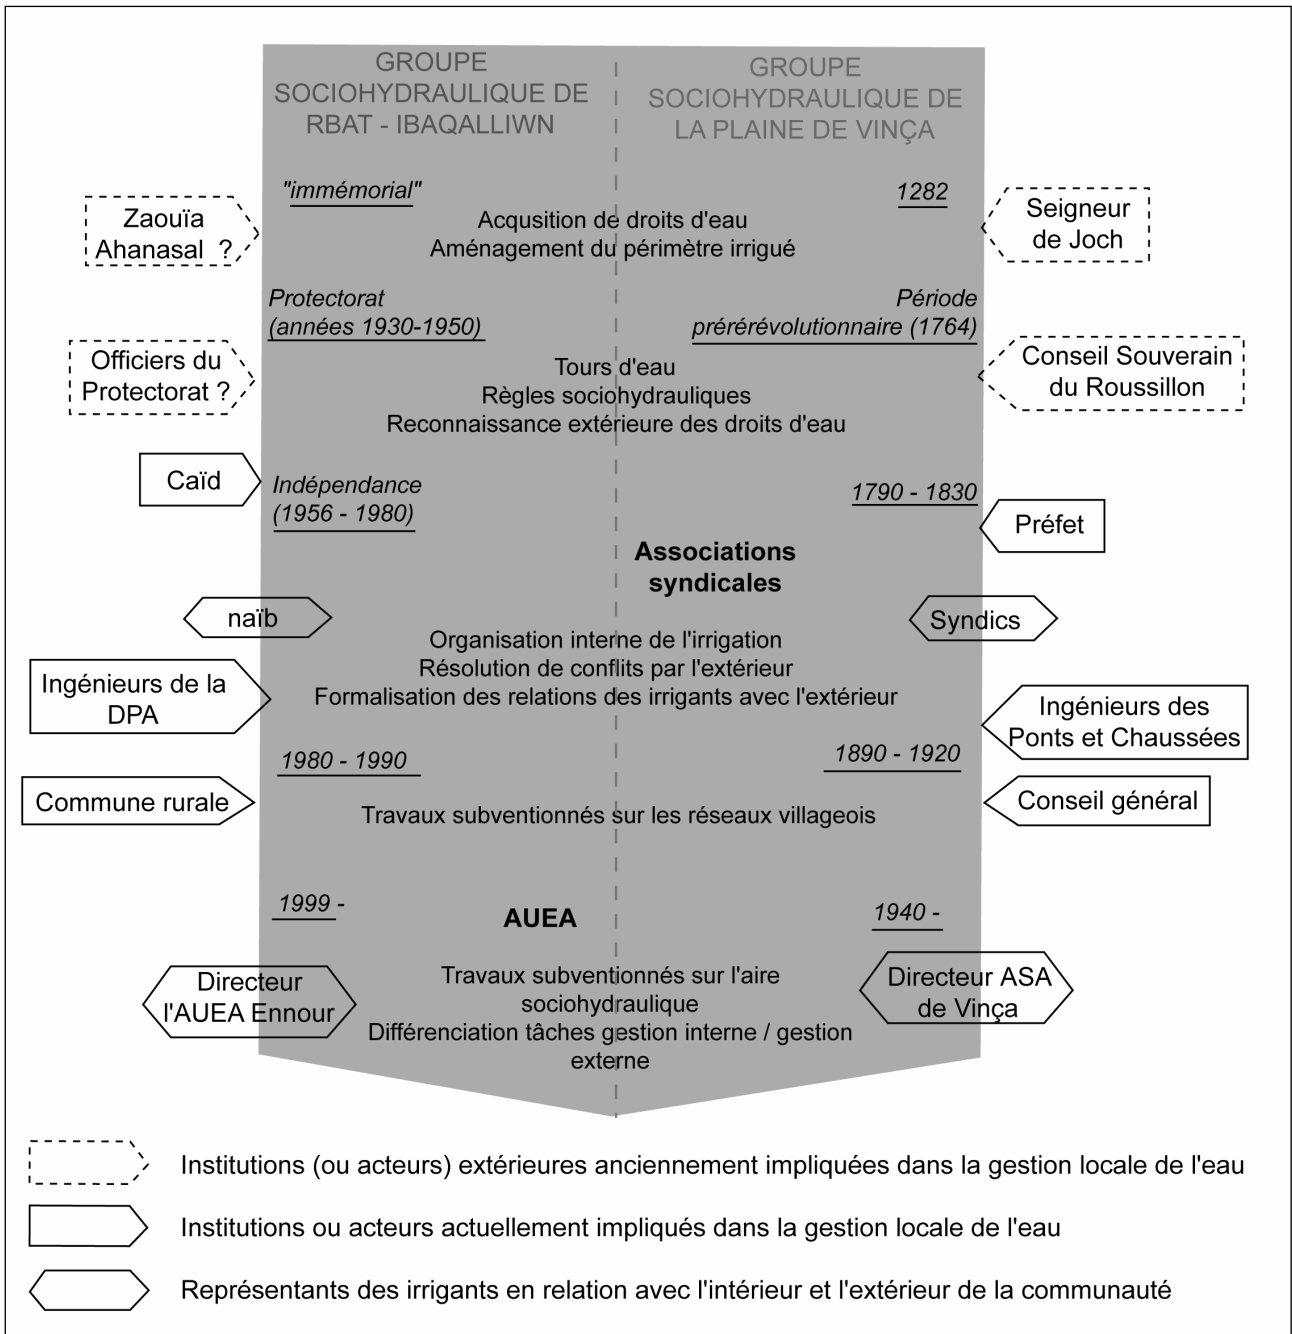 GROUPE
SOCIOHYDRAULIQUE DE
RBAT - IBAQALLIWN
GROUPE
SOCIOHYDRAULIQUE DE
LA PLAINE DE VINÇA
"immémorial"
1282
Zaouïa
Ahanasal ?
Seigneur
de Joch
Acqusition de droits d'eau
Aménagement du périmètre irrigué
Protectorat
(années 1930-1950)
Période
prérérévolutionnaire (1764)
Officiers du
Protectorat ?
Conseil Souverain
du Roussillon
Tours d'eau
Règles sociohydrauliques
Reconnaissance extérieure des droits d'eau
Caïd
Indépendance
(1956 - 1980)
1790 - 1830
Préfet
Associations
syndicales
naïb
Syndics
Organisation interne de l'irrigation
Résolution de conflits par l'extérieur
Formalisation des relations des irrigants avec l'extérieur
Ingénieurs de la
DPA
Ingénieurs des
Ponts et Chaussées
1980 - 1990
1890 - 1920
Commune rurale
Conseil général
Travaux subventionnés sur les réseaux villageois
1999 -
AUEA
1940 -
Directeur
l'AUEA Ennour
Directeur ASA
de Vinça
Travaux subventionnés sur l'aire
sociohydraulique
Différenciation tâches gestion interne / gestion
externe
Institutions (ou acteurs) extérieures anciennement impliquées dans la gestion locale de l'eau
Institutions ou acteurs actuellement impliqués dans la gestion locale de l'eau
Représentants des irrigants en relation avec l'intérieur et l'extérieur de la communauté